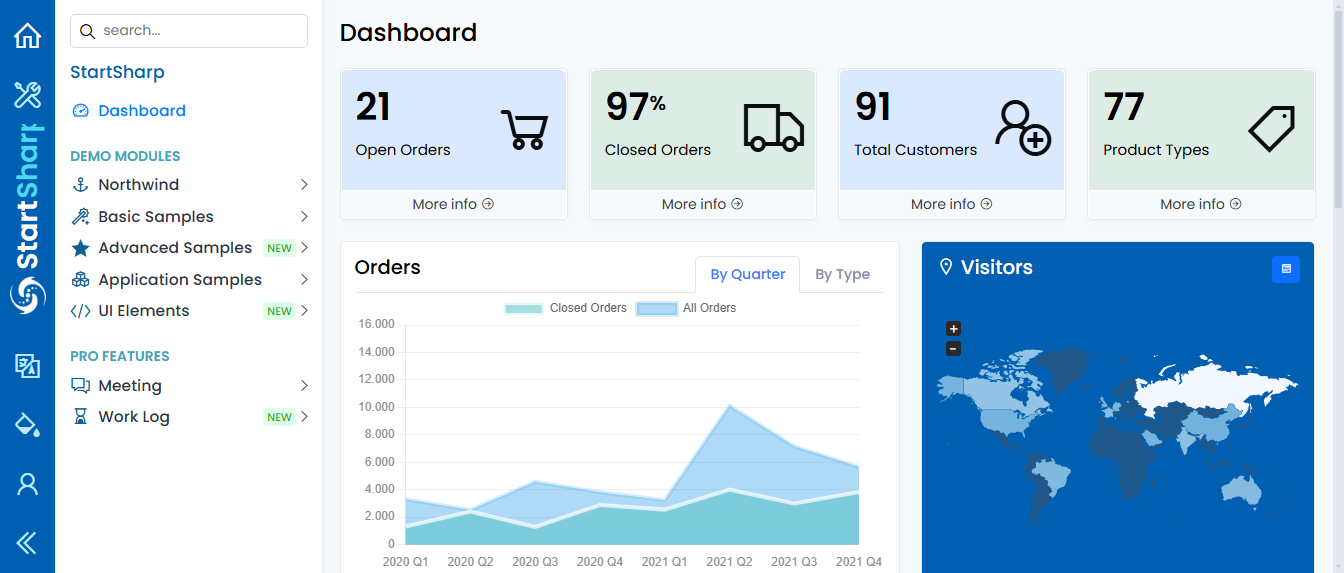 StartSharp
search...
StartSharp
Dashboard
DEMO MODULES
Northwind
Basic Samples
Advanced Samples NEW
Application Samples
UI Elements NEW
PRO FEATURES
Meeting
Work Log NEW
Dashboard
21
Open Orders
More info
97%
Closed Orders
More info
91
Total Customers
More info
77
Product Types
More info
Orders
By Quarter
By Type
Closed Orders All Orders
16.000
14.000
12.000
10.000
8.000
6.000
4.000
2.000
0
2020 Q1 2020 Q2 2020 Q3 2020 Q4 2021 Q1 2021 Q2 2021 Q3 2021 Q4
Visitors
+
−